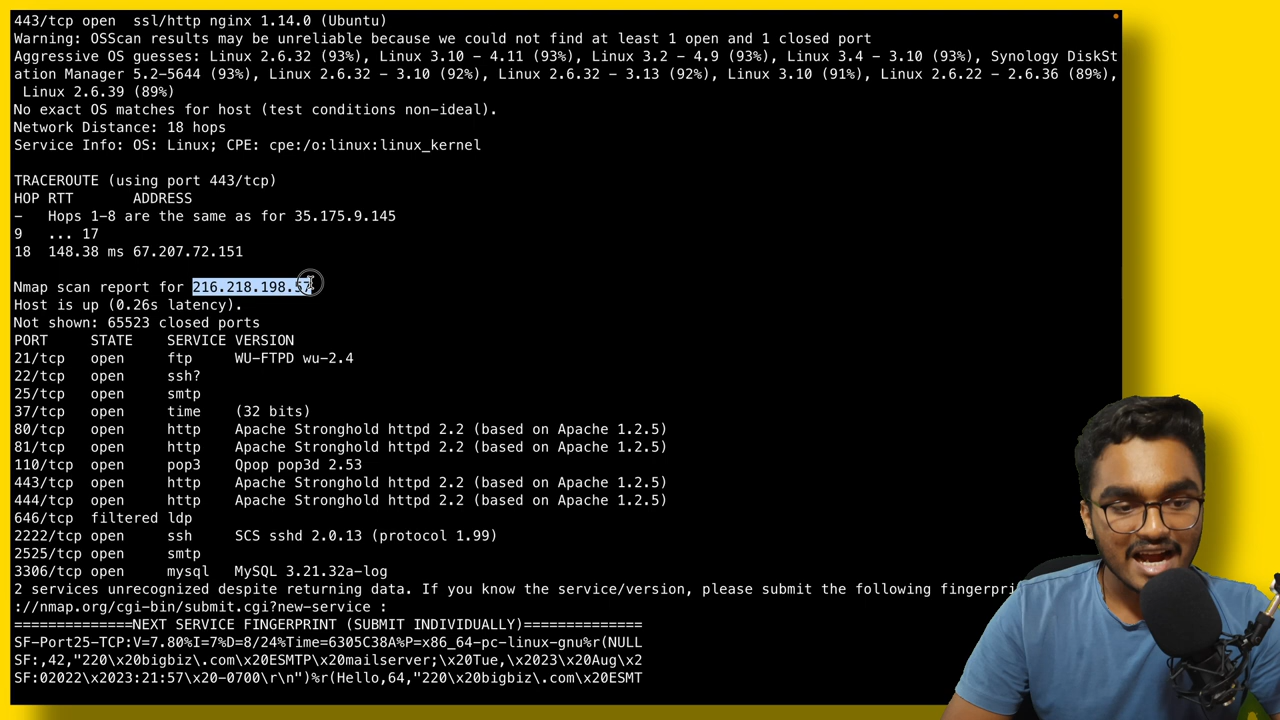 443/tcp open  ssl/http nginx 1.14.0 (Ubuntu)
Warning: OSScan results may be unreliable because we could not find at least 1 open and 1 closed port
Aggressive OS guesses: Linux 2.6.32 (93%), Linux 3.10 - 4.11 (93%), Linux 3.2 - 4.9 (93%), Linux 3.4 - 3.10 (93%), Synology DiskSt
ation Manager 5.2-5644 (93%), Linux 2.6.32 - 3.10 (92%), Linux 2.6.32 - 3.13 (92%), Linux 3.10 (91%), Linux 2.6.22 - 2.6.36 (89%),
Linux 2.6.39 (89%)
No exact OS matches for host (test conditions non-ideal).
Network Distance: 18 hops
Service Info: OS: Linux; CPE: cpe:/o:linux:linux_kernel
TRACEROUTE (using port 443/tcp)
HOP RTT       ADDRESS
-   Hops 1-8 are the same as for 35.175.9.145
9   ... 17
18  148.38 ms 67.207.72.151
Nmap scan report for 216.218.198.57
Host is up (0.26s latency).
Not shown: 65523 closed ports
PORT     STATE    SERVICE VERSION
21/tcp   open     ftp     WU-FTPD wu-2.4
22/tcp   open     ssh?
25/tcp   open     smtp
37/tcp   open     time    (32 bits)
80/tcp   open     http    Apache Stronghold httpd 2.2 (based on Apache 1.2.5)
81/tcp   open     http    Apache Stronghold httpd 2.2 (based on Apache 1.2.5)
110/tcp  open     pop3    Qpop pop3d 2.53
443/tcp  open     http    Apache Stronghold httpd 2.2 (based on Apache 1.2.5)
444/tcp  open     http    Apache Stronghold httpd 2.2 (based on Apache 1.2.5)
646/tcp  filtered ldp
2222/tcp open     ssh     SCS sshd 2.0.13 (protocol 1.99)
2525/tcp open     smtp
3306/tcp open     mysql   MySQL 3.21.32a-log
2 services unrecognized despite returning data. If you know the service/version, please submit the following fingerpri
://nmap.org/cgi-bin/submit.cgi?new-service :
==============NEXT SERVICE FINGERPRINT (SUBMIT INDIVIDUALLY)==============
SF-Port25-TCP:V=7.80%I=7%D=8/24%Time=6305C38A%P=x86_64-pc-linux-gnu%r(NULL
SF:,42,"220\x20bigbiz\.com\x20ESMTP\x20mailserver;\x20Tue,\x2023\x20Aug\x2
SF:02022\x2023:21:57\x20-0700\r\n")%r(Hello,64,"220\x20bigbiz\.com\x20ESMT